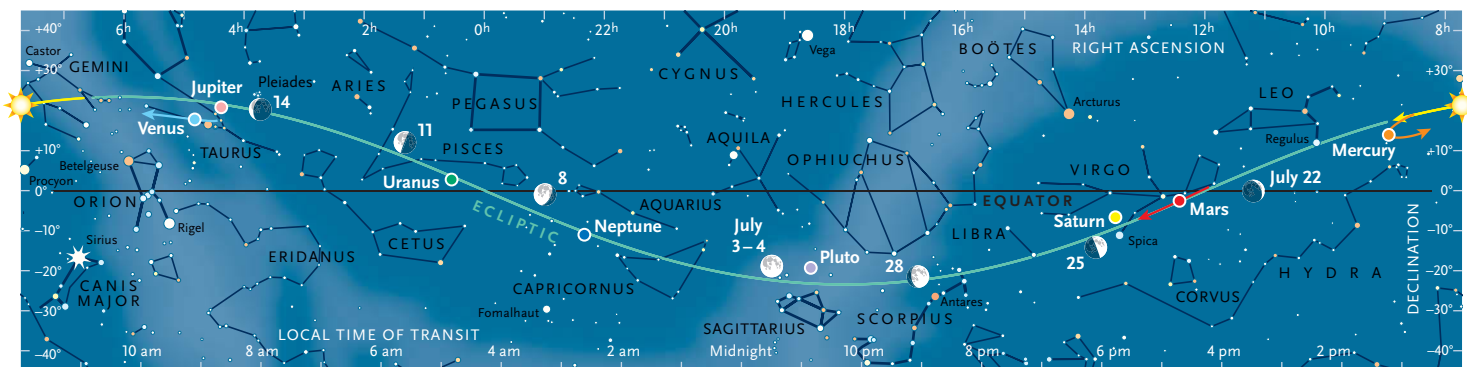 +40°
6h
4h
2h
0h
22h
20h
18h
16h
14h
12h
10h
8h
+40°
Castor
GEMINI
Vega
BOÖTES
RIGHT ASCENSION
+30°
CYGNUS
+30°
Jupiter
Pleiades
ARIES
PEGASUS
HERCULES
Arcturus
LEO
14
Venus
11
TAURUS
PISCES
AQUILA
OPHIUCHUS
Regulus
Mercury
+10°
+10°
Betelgeuse
Procyon
Uranus
8
VIRGO
July 22
0°
0°
ORION
AQUARIUS
EQUATOR
Mars
ECLIPTIC
Neptune
Saturn
Rigel
CETUS
July
3–4
LIBRA
Spica
–10°
–10°
Sirius
ERIDANUS
Pluto
28
25
HYDRA
DECLINATION
–20°
–20°
CANIS
MAJOR
CAPRICORNUS
Antares
CORVUS
Fomalhaut
SAGITTARIUS
SCORPIUS
–30°
–30°
LOCAL TIME OF TRANSIT
–40°
10 am
8 am
6 am
4 am
2 am
Midnight
10 pm
8 pm
6 pm
4 pm
2 pm
–40°